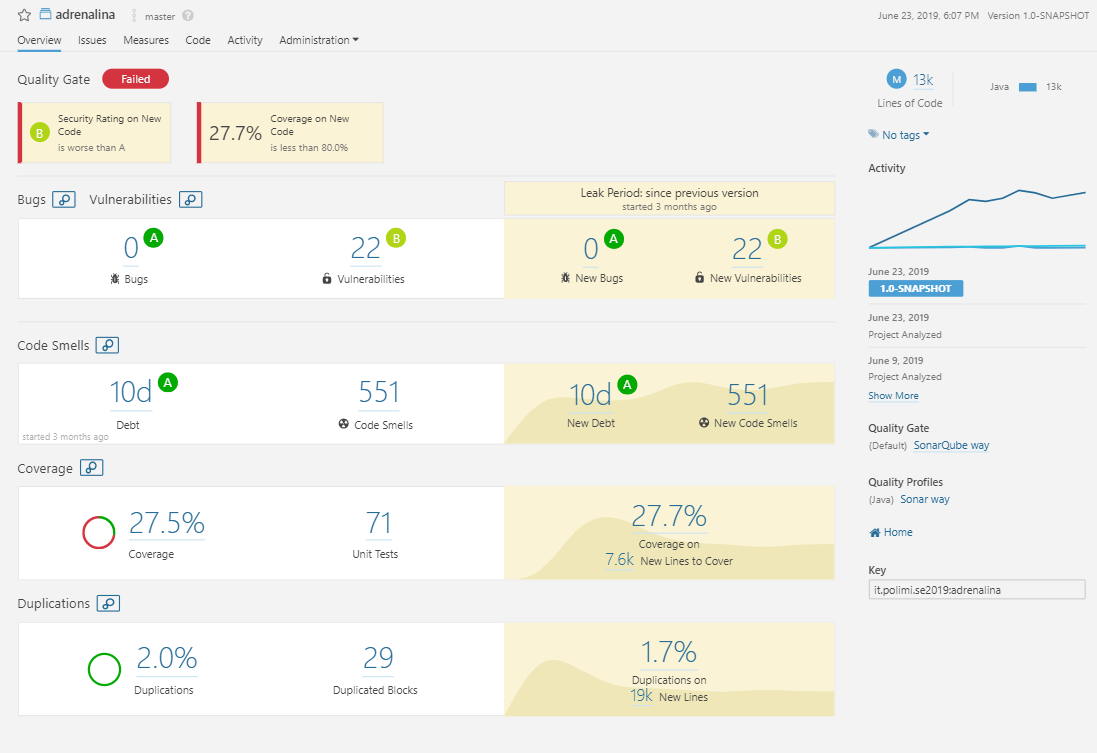 adrenalina
master
June 23, 2019, 6:07 PM Version 1.0-SNAPSHOT
Overview Issues Measures Code Activity Administration
Quality Gate Failed
B Security Rating on New
Code
is worse than A
27.7% Coverage on New
Code
is less than 80.0%
Bugs Vulnerabilities
Leak Period: since previous version
started 3 months ago
0 A
Bugs
22 B
Vulnerabilities
0 A
New Bugs
22 B
New Vulnerabilities
Code Smells
10d A
Debt
started 3 months ago
551
Code Smells
10d A
New Debt
551
New Code Smells
Coverage
27.5%
Coverage
71
Unit Tests
27.7%
Coverage on
7.6k New Lines to Cover
Duplications
2.0%
Duplications
29
Duplicated Blocks
1.7%
Duplications on
19k New Lines
M 13k
Lines of Code
Java 13k
No tags
Activity
June 23, 2019
1.0-SNAPSHOT
June 23, 2019
Project Analyzed
June 9, 2019
Project Analyzed
Show More
Quality Gate
(Default) SonarQube way
Quality Profiles
(Java) Sonar way
Home
Key
it.polimi.se2019:adrenalina